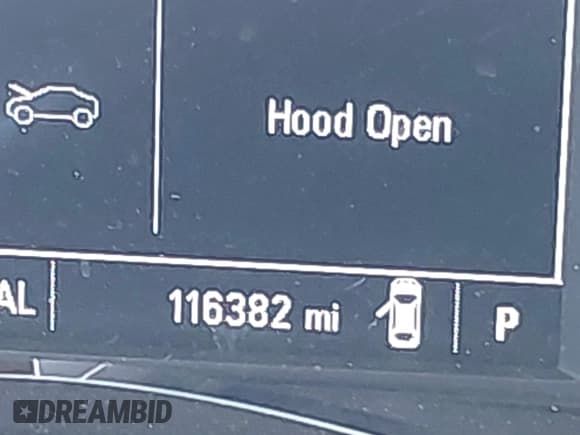 Hood Open
AL
116382 mi
P
DREAMBID